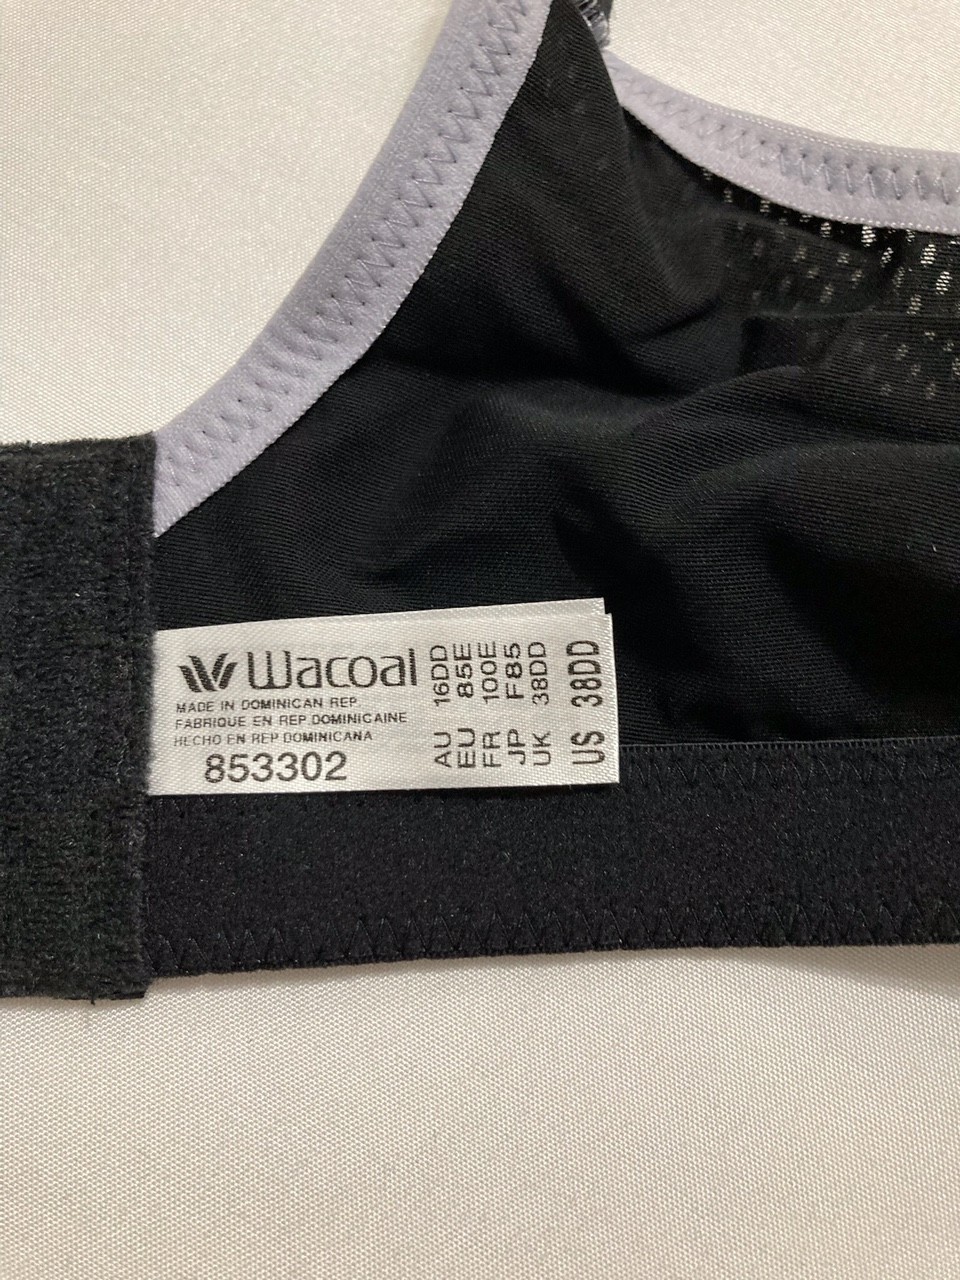 Wacoal
MADE IN DOMINICAN REP
FABRIQUE EN REP DOMINICAINE
HECHO EN REP DOMINICANA
853302
AU 16DD
EU 85E
FR 100E
JP F85
UK 38DD
US 38DD